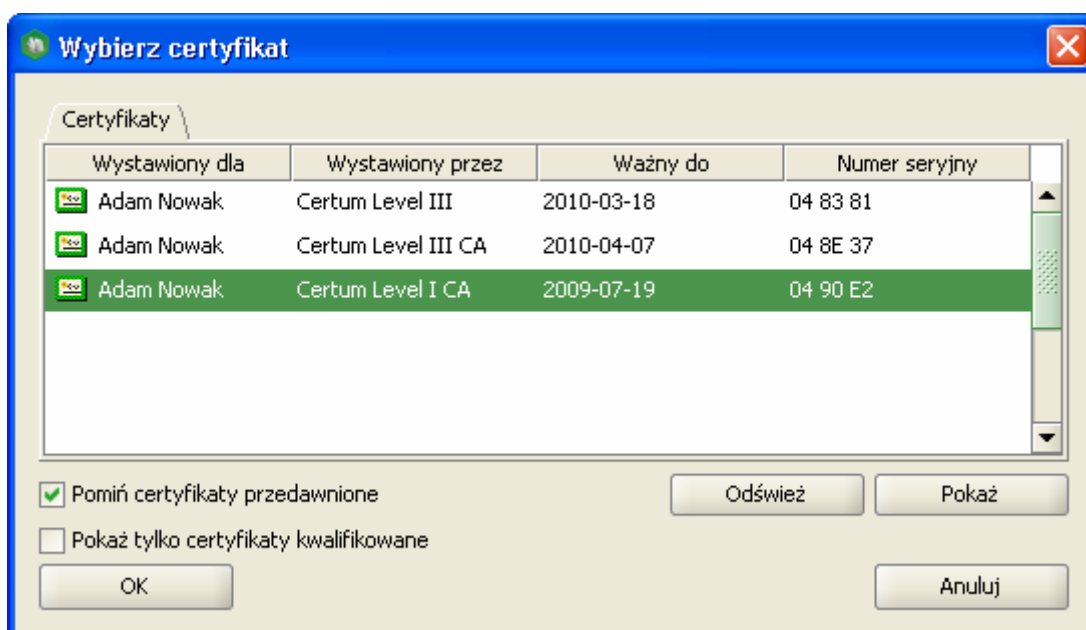 Wybierz certyfikat
Certyfikaty
Wystawiony dla Wystawiony przez Ważny do Numer seryjny
Adam Nowak Certum Level III 2010-03-18 04 83 81
Adam Nowak Certum Level III CA 2010-04-07 04 8E 37
Adam Nowak Certum Level I CA 2009-07-19 04 90 E2
Pomiń certyfikaty przedawnione Odśwież Pokaż
Pokaż tylko certyfikaty kwalifikowane
OK Anuluj